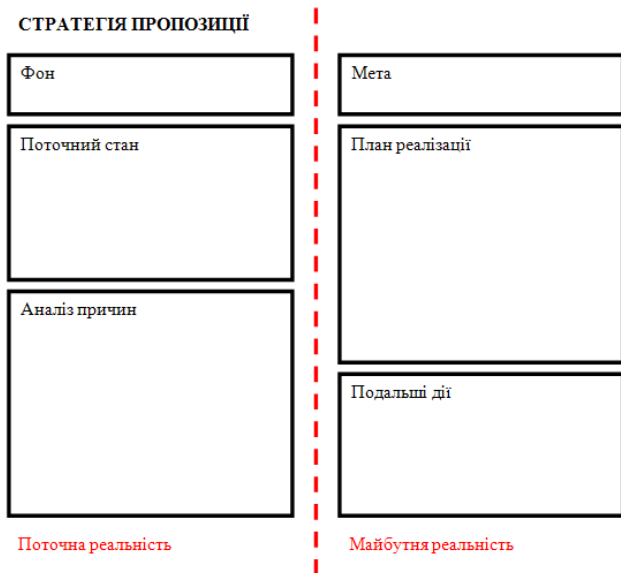 СТРАТЕГІЯ ПРОПОЗИЦІЇ
Фон
Поточний стан
Аналіз причин
Поточна реальність
Мета
План реалізації
Подальші дії
Майбутня реальність